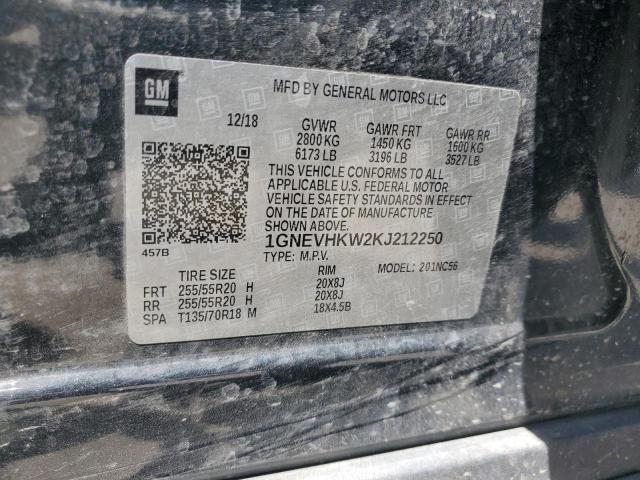 GM
MFD BY GENERAL MOTORS LLC
12/18 GVWR GAWR FRT GAWR RR
2800 KG 1450 KG 1600 KG
6173 LB 3196 LB 3527 LB
THIS VEHICLE CONFORMS TO ALL
APPLICABLE U.S. FEDERAL MOTOR
VEHICLE SAFETY STANDARDS IN
EFFECT ON THE DATE OF MANUFACTURE
SHOWN ABOVE.
1GNEVHKW2KJ212250
457B
TYPE: M.P.V. MODEL: 201NC56
TIRE SIZE RIM
FRT 255/55R20 H 20X8J
RR 255/55R20 H 20X8J
SPA T135/70R18 M 18X4.5B